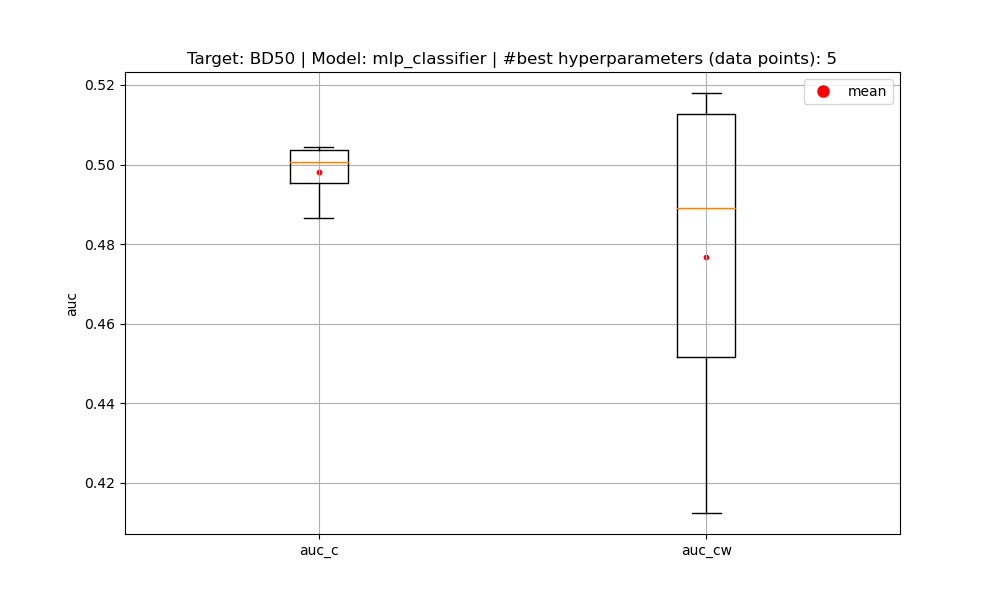 Target: BD50 | Model: mlp_classifier | #best hyperparameters (data points): 5
mean
0.52
0.50
0.48
0.46
0.44
0.42
auc
auc_c
auc_cw